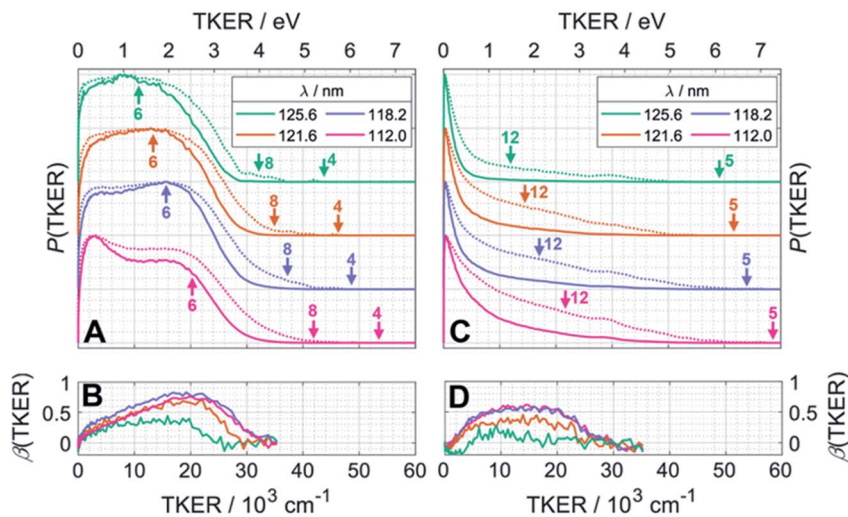 TKER / eV TKER / eV
0 1 2 3 4 5 6 7 0 1 2 3 4 5 6 7
λ / nm λ / nm
125.6 118.2 125.6 118.2
121.6 112.0 121.6 112.0
6 8 4 12 5
6 8 4 12 5
6 8 4 12 5
6 8 4 12 5
P(TKER) P(TKER)
A C
B D
1 1
0.5 0.5
0 0
β(TKER) β(TKER)
0 10 20 30 40 50 60 0 10 20 30 40 50 60
TKER / 10³ cm⁻¹ TKER / 10³ cm⁻¹